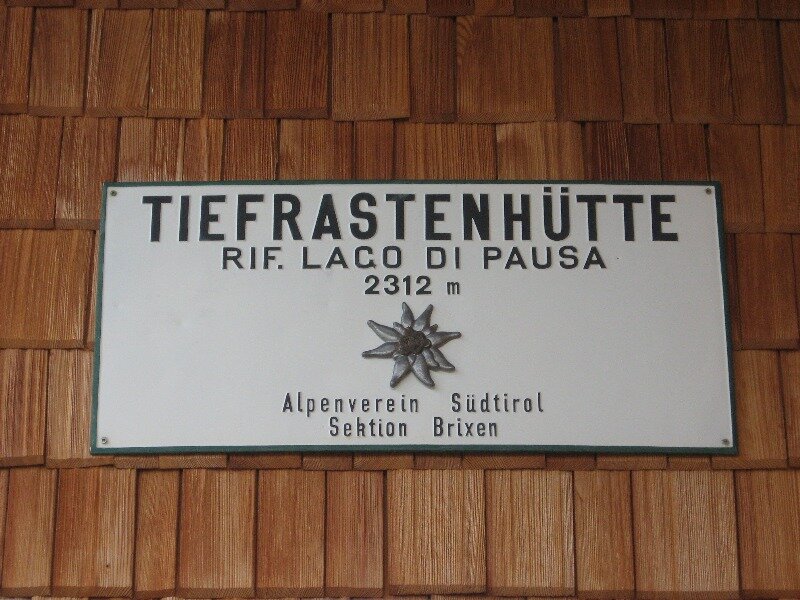 TIEFRASTENHÜTTE
RIF. LAGO DI PAUSA
2312 m
Alpenverein Südtirol
Sektion Brixen